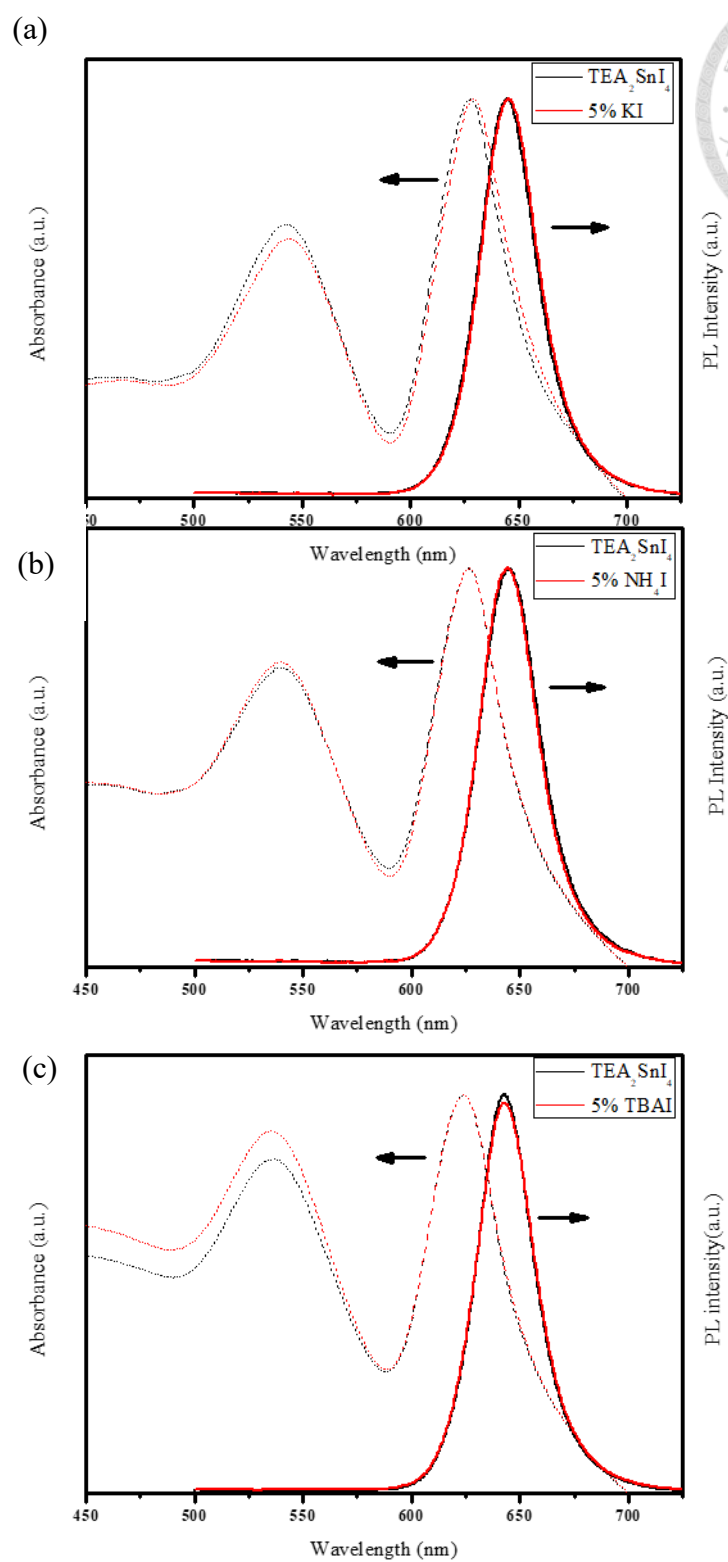 (a)
TEA₂SnI₄
5% KI
Absorbance (a.u.)
PL Intensity (a.u.)
50 500 550 600 650 700
Wavelength (nm)
(b)
TEA₂SnI₄
5% NH₄I
Absorbance (a.u.)
PL Intensity (a.u.)
450 500 550 600 650 700
Wavelength (nm)
(c)
TEA₂SnI₄
5% TBAI
Absorbance (a.u.)
PL intensity(a.u.)
450 500 550 600 650 700
Wavelength (nm)